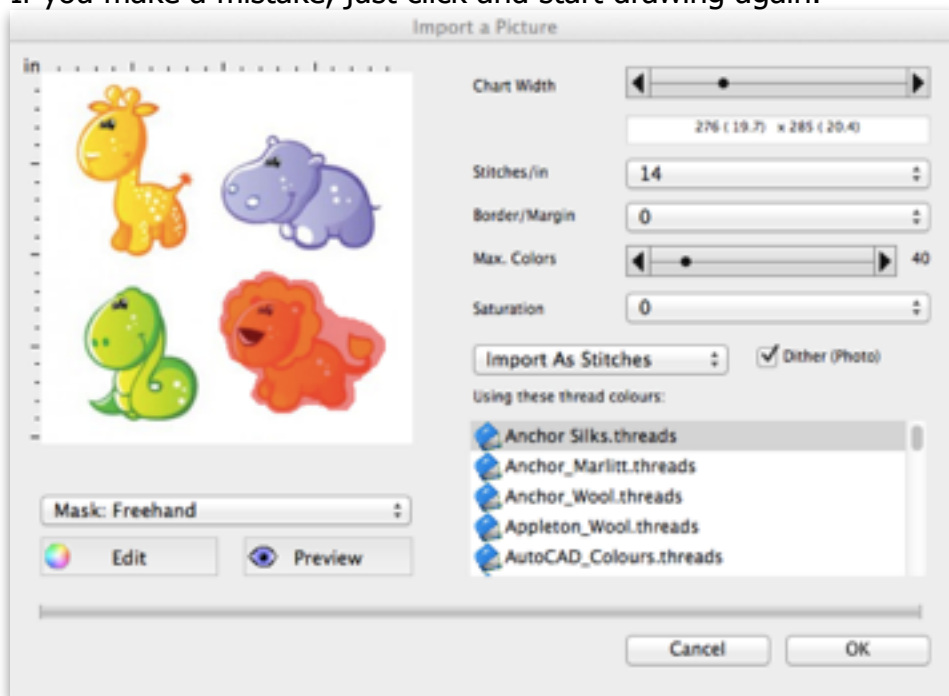 If you make a mistake, just click and start drawing again.
Import a Picture
in
Chart Width
276 ( 19.7) x 285 ( 20.4)
Stitches/in 14
Border/Margin 0
Max. Colors 40
Saturation 0
Import As Stitches Dither (Photo)
Using these thread colours:
Anchor Silks.threads
Anchor_Marlitt.threads
Anchor_Wool.threads
Appleton_Wool.threads
AutoCAD_Colours.threads
Mask: Freehand
Edit Preview
Cancel OK